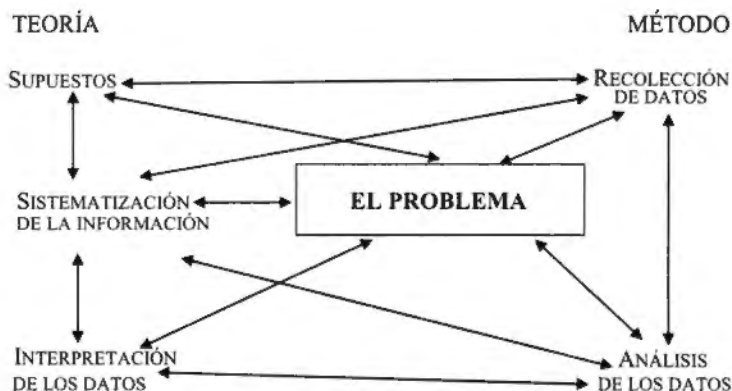 TEORÍA
MÉTODO
SUPUESTOS
RECOLECCIÓN
DE DATOS
SISTEMATIZACIÓN
DE LA INFORMACIÓN
EL PROBLEMA
INTERPRETACIÓN
DE LOS DATOS
ANÁLISIS
DE LOS DATOS